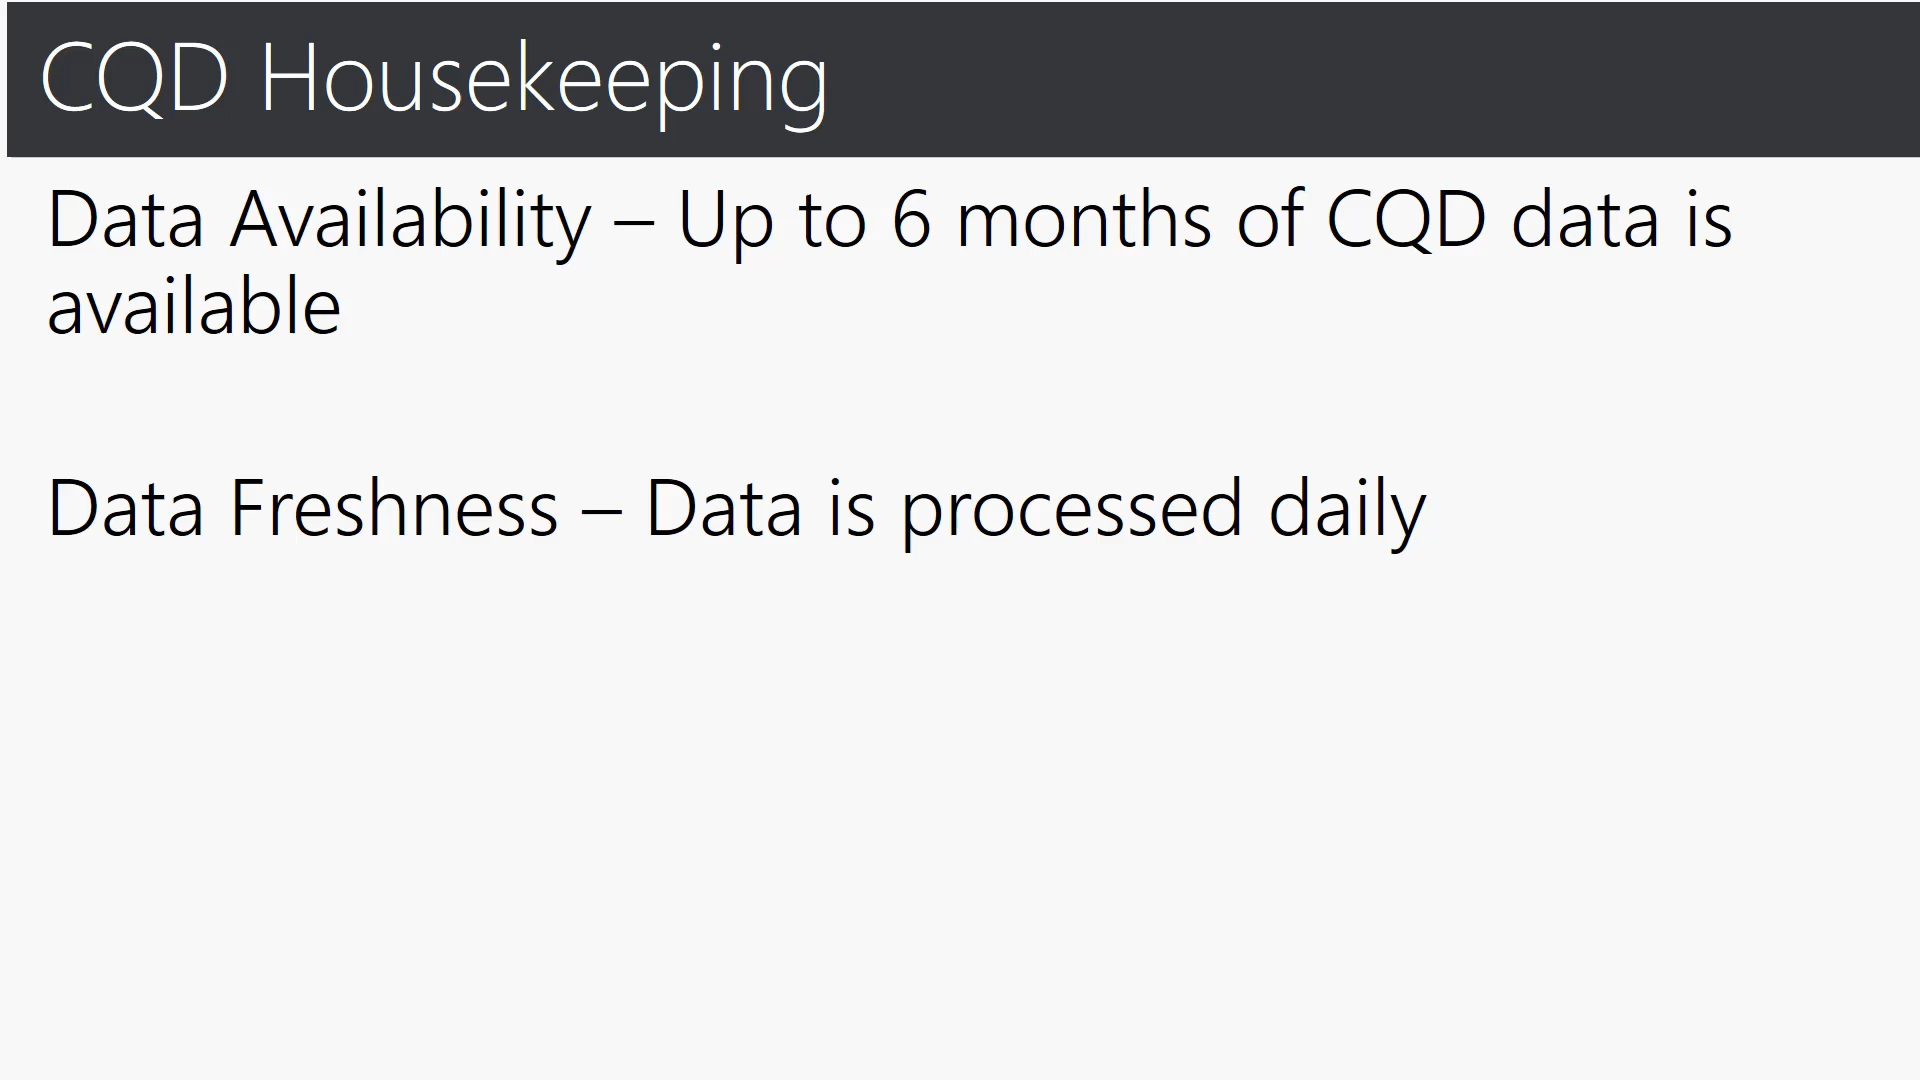 CQD Housekeeping
Data Availability – Up to 6 months of CQD data is
available
Data Freshness – Data is processed daily